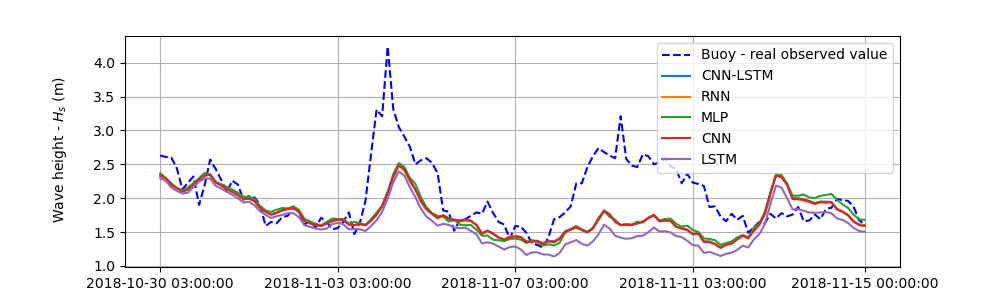 Wave height - Hₛ (m)
4.0
3.5
3.0
2.5
2.0
1.5
1.0
Buoy - real observed value
CNN-LSTM
RNN
MLP
CNN
LSTM
2018-10-30 03:00:00
2018-11-03 03:00:00
2018-11-07 03:00:00
2018-11-11 03:00:00
2018-11-15 00:00:00